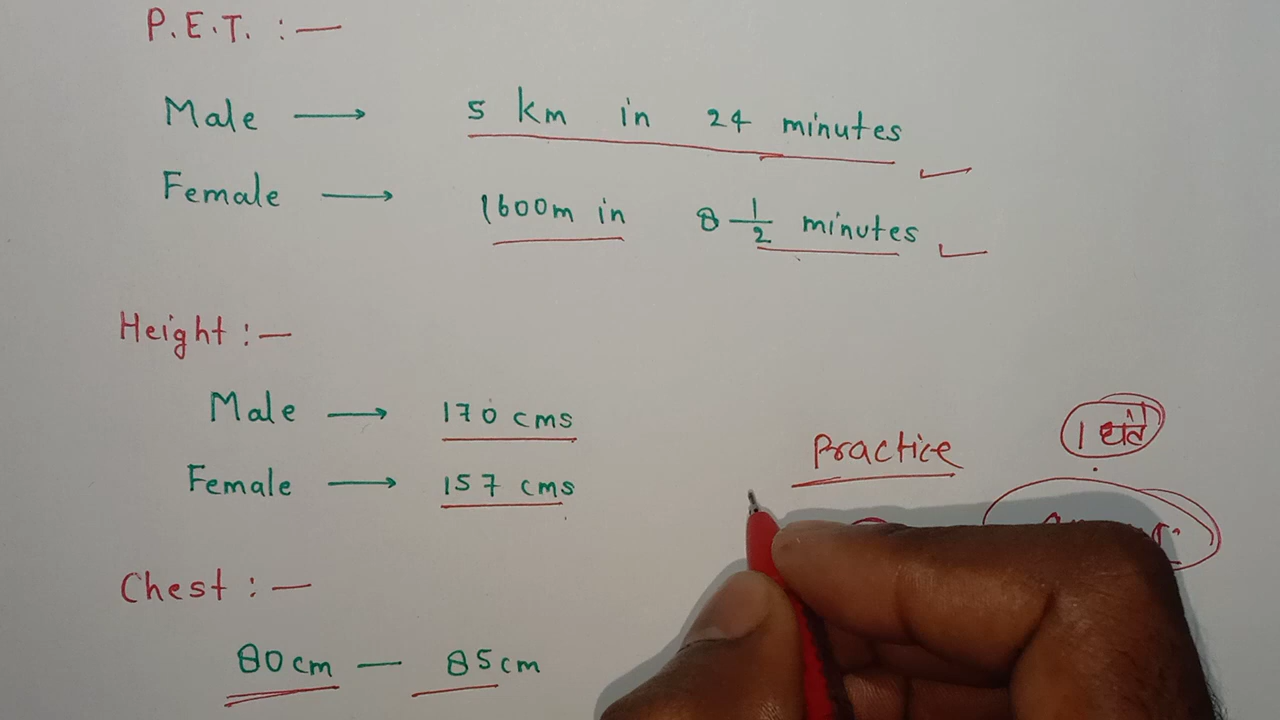 P.E.T. :—
Male → 5 km in 24 minutes
Female → 1600m in 8 1/2 minutes
Height :—
Male → 170 cms
Female → 157 cms
Practice
1 घंटे
Chest :—
80cm — 85cm